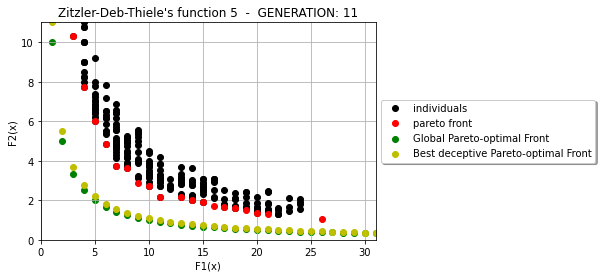 Zitzler-Deb-Thiele's function 5 - GENERATION: 11
10
8
6
4
2
0
F2(x)
0 5 10 15 20 25 30
F1(x)
individuals
pareto front
Global Pareto-optimal Front
Best deceptive Pareto-optimal Front